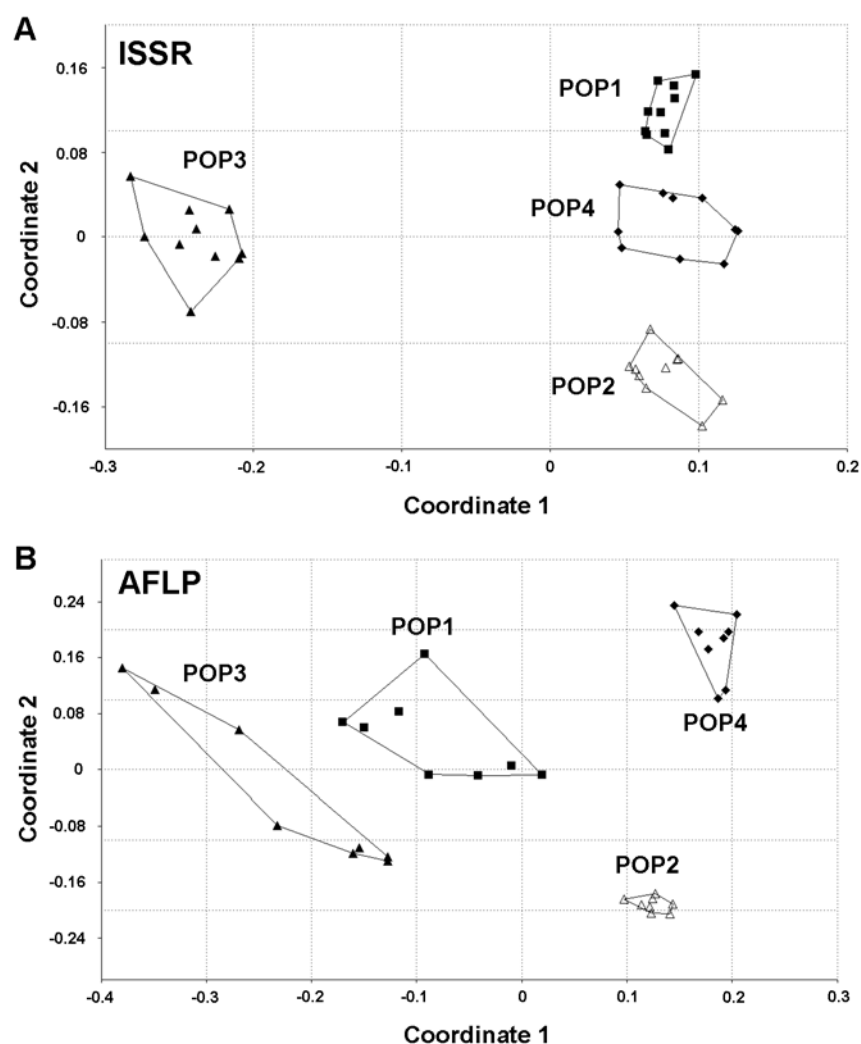 A
ISSR
0.16
0.08
0
-0.08
-0.16
Coordinate 2
POP1
POP3
POP4
POP2
-0.3
-0.2
-0.1
0
0.1
0.2
Coordinate 1
B
AFLP
0.24
0.16
0.08
0
-0.08
-0.16
-0.24
Coordinate 2
POP1
POP3
POP4
POP2
-0.4
-0.3
-0.2
-0.1
0
0.1
0.2
0.3
Coordinate 1